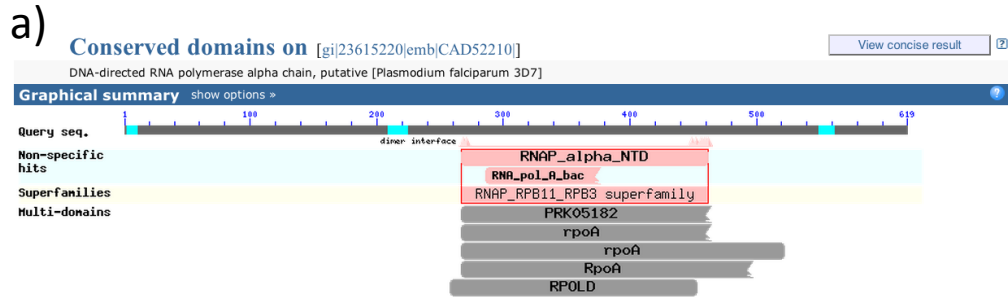 a)
Conserved domains on [gi|23615220|emb|CAD52210|]
View concise result ?
DNA-directed RNA polymerase alpha chain, putative [Plasmodium falciparum 3D7]
Graphical summary show options » ?
1 100 200 300 400 500 619
Query seq.
dimer interface
Non-specific hits
RNAP_alpha_NTD
RNA_pol_A_bac
Superfamilies
RNAP_RPB11_RPB3 superfamily
Multi-domains
PRK05182
rpoA
rpoA
RpoA
RPOLD